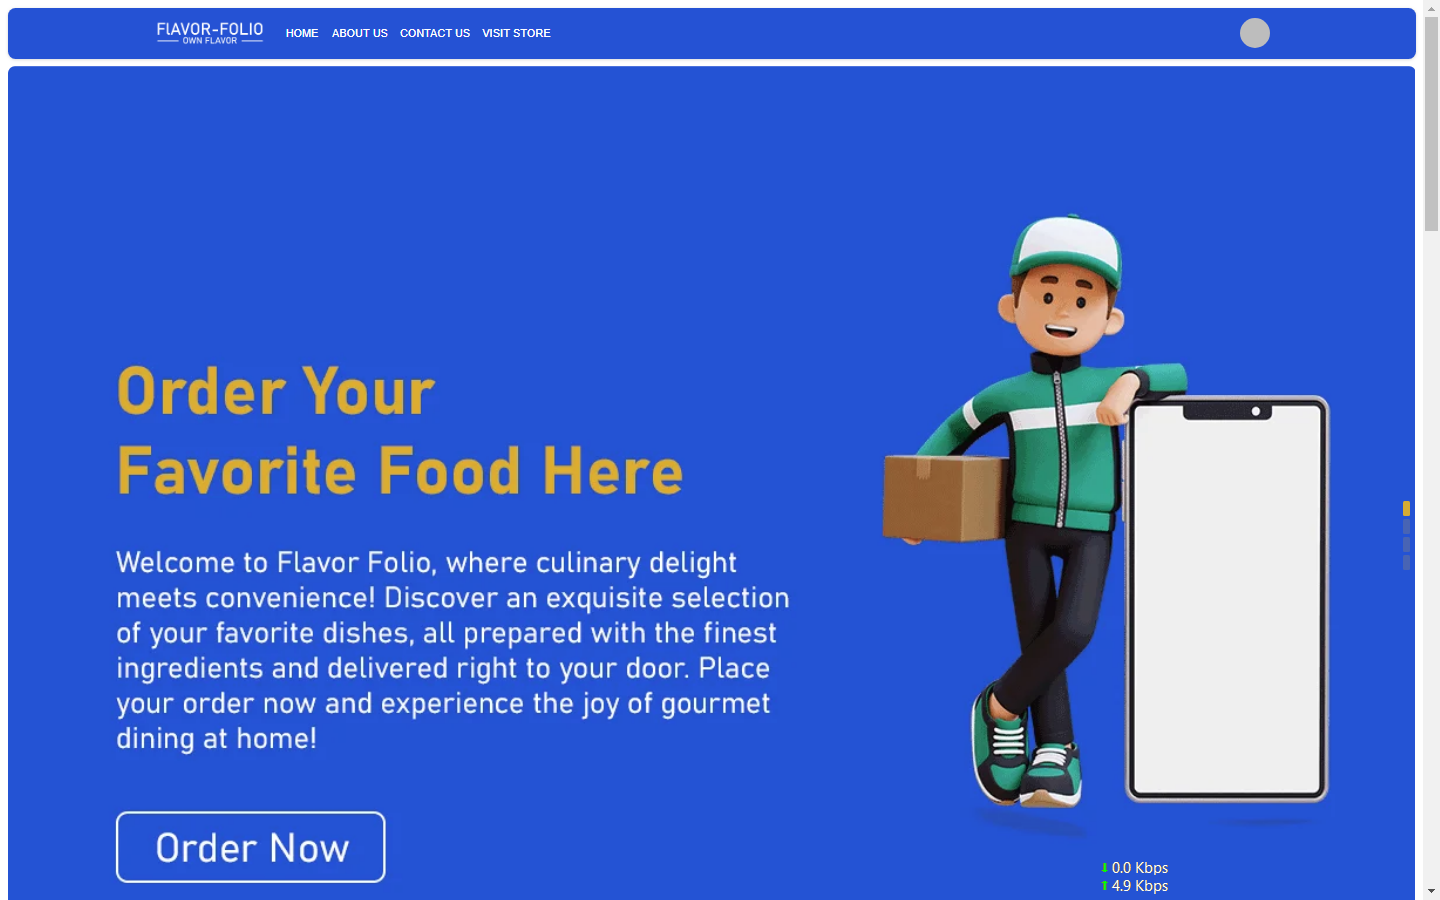 FlAVOR-FOLIO
OWN FLAVOR
HOME ABOUT US CONTACT US VISIT STORE
Order Your
Favorite Food Here
Welcome to Flavor Folio, where culinary delight
meets convenience! Discover an exquisite selection
of your favorite dishes, all prepared with the finest
ingredients and delivered right to your door. Place
your order now and experience the joy of gourmet
dining at home!
Order Now
0.0 Kbps
4.9 Kbps